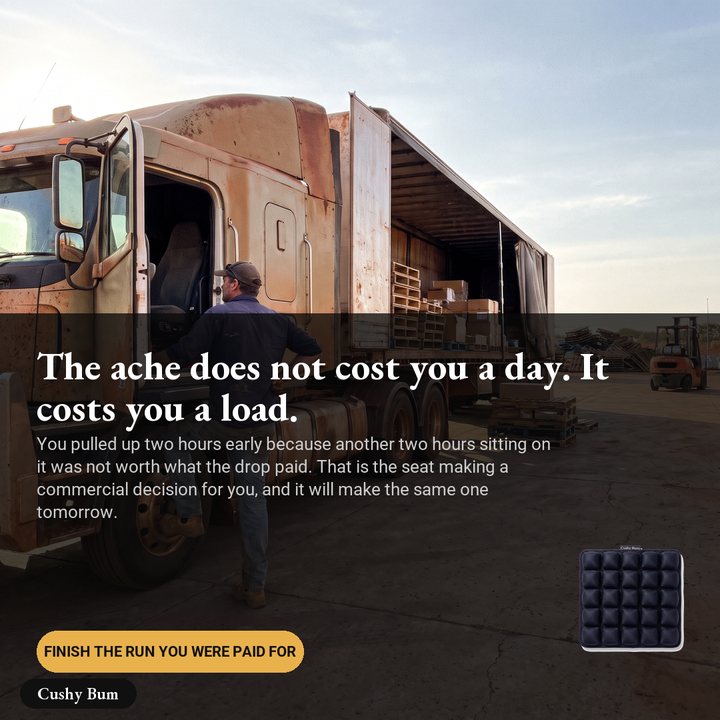 The ache does not cost you a day. It
costs you a load.
You pulled up two hours early because another two hours sitting on
it was not worth what the drop paid. That is the seat making a
commercial decision for you, and it will make the same one
tomorrow.
Cushy Bum
FINISH THE RUN YOU WERE PAID FOR
Cushy Bum